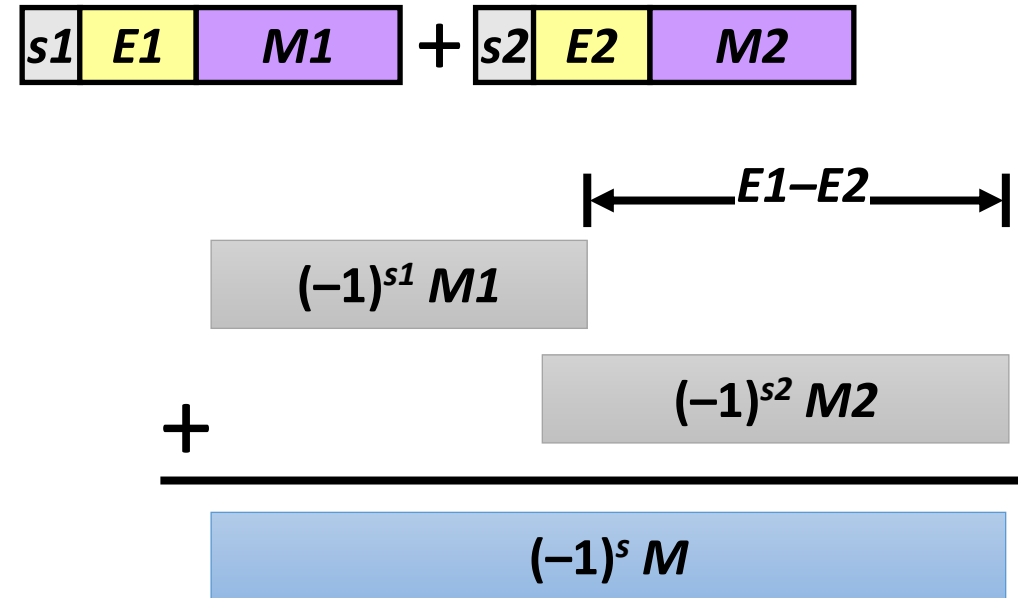 s1 E1 M1 + s2 E2 M2
E1–E2
(–1)^s1 M1
(–1)^s2 M2
+
(–1)^s M